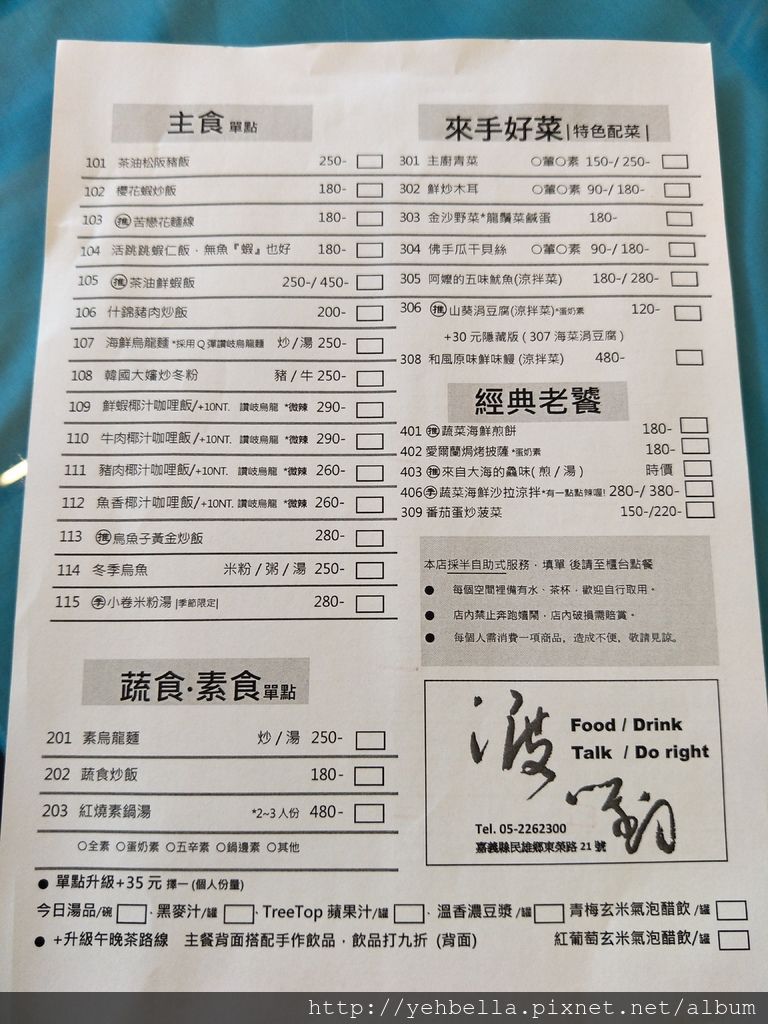 主食 單點
101 茶油松阪豬飯 250-
102 櫻花蝦炒飯 180-
103 推 苦戀花麵線 180-
104 活跳跳蝦仁飯．無魚『蝦』也好 180-
105 推 茶油鮮蝦飯 250-/ 450-
106 什錦豬肉炒飯 200-
107 海鮮烏龍麵 *採用Q彈讚岐烏龍麵 炒/湯 250-
108 韓國大嬸炒冬粉 豬 / 牛 250-
109 鮮蝦椰汁咖哩飯/+10NT. 讚岐烏龍 *微辣 290-
110 牛肉椰汁咖哩飯/+10NT. 讚岐烏龍 *微辣 290-
111 豬肉椰汁咖哩飯/+10NT. 讚岐烏龍 *微辣 260-
112 魚香椰汁咖哩飯/+10NT. 讚岐烏龍 *微辣 260-
113 推 烏魚子黃金炒飯 280-
114 冬季烏魚 米粉 / 粥 / 湯 250-
115 季 小卷米粉湯 |季節限定| 280-
蔬食·素食 單點
201 素烏龍麵 炒 / 湯 250-
202 蔬食炒飯 180-
203 紅燒素鍋湯 *2~3人份 480-
○全素 ○蛋奶素 ○五辛素 ○鍋邊素 ○其他
來手好菜 |特色配菜|
301 主廚青菜 ○葷○素 150-/ 250-
302 鮮炒木耳 ○葷○素 90-/ 180-
303 金沙野菜*龍鬚菜鹹蛋 180-
304 佛手瓜干貝絲 ○葷○素 90-/ 180-
305 阿嬤的五味魷魚(涼拌菜) 180-/ 280-
306 推 山葵涓豆腐(涼拌菜)*蛋奶素 120-
+30 元隱藏版 ( 307 海菜涓豆腐 )
308 和風原味鮮味鰻 (涼拌菜) 480-
經典老饕
401 推 蔬菜海鮮煎餅 180-
402 愛爾蘭焗烤披薩 *蛋奶素 180-
403 推 來自大海的鱻味( 煎 / 湯 ) 時價
406 季 蔬菜海鮮沙拉涼拌 *有一點點辣喔! 280-/ 380-
309 番茄蛋炒菠菜 150-/220-
本店採半自助式服務，填單 後請至櫃台點餐
● 每個空間裡備有水、茶杯，歡迎自行取用。
● 店內禁止奔跑嬉鬧，店內破損需賠賞。
● 每個人需消費一項商品，造成不便，敬請見諒。
渡對
Food / Drink
Talk / Do right
Tel. 05-2262300
嘉義縣民雄鄉東榮路 21 號
● 單點升級+35 元 擇一 (個人份量)
今日湯品/碗 ．黑麥汁/罐 ．TreeTop 蘋果汁/罐 ．溫香濃豆漿 /罐 青梅玄米氣泡醋飲 /罐
● +升級午晚茶路線 主餐背面搭配手作飲品，飲品打九折 (背面) 紅葡萄玄米氣泡醋飲/罐
http://yehbella.pixnet.net/album